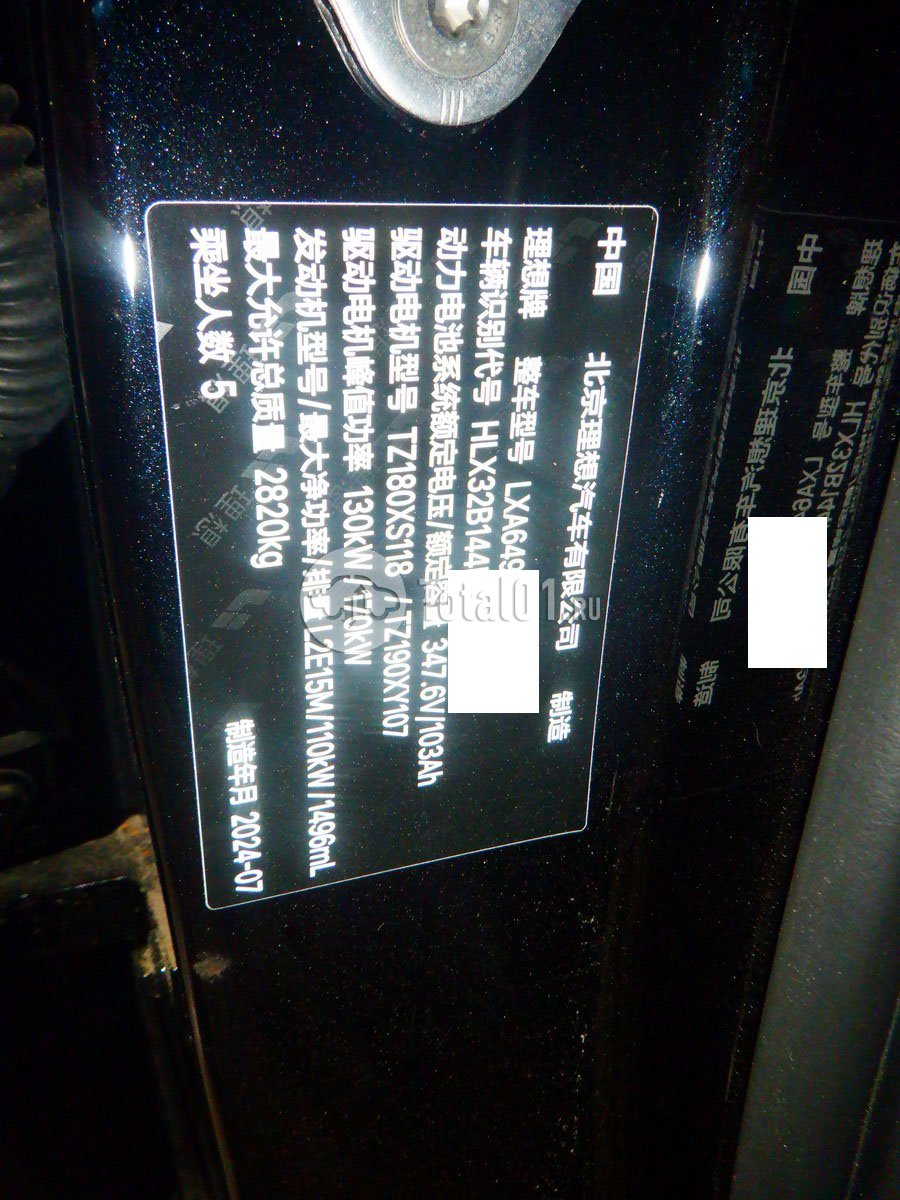 中国 北京理想汽车有限公司 制造
理想牌 整车型号 LXA649
车辆识别代号 HLX32B144
动力电池系统额定电压/额定容量 347.6V/103Ah
驱动电机型号 TZ180XS118 / TZ190XY107
驱动电机峰值功率 130kW /
发动机型号/最大净功率/排 L2E15M/110kW/1496mL
最大允许总质量 2820kg
乘坐人数 5 制造年月 2024-07
理想
Total01.RU